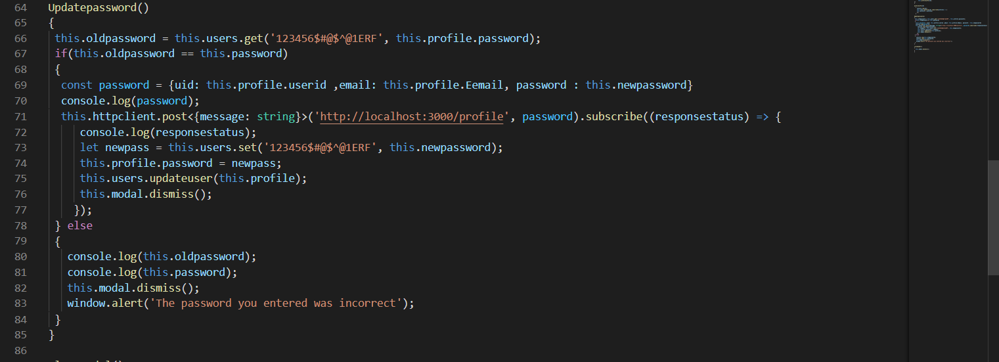 64 Updatepassword()
65 {
66 this.oldpassword = this.users.get('123456$#@$^@1ERF', this.profile.password);
67 if(this.oldpassword == this.password)
68 {
69 const password = {uid: this.profile.userid ,email: this.profile.Eemail, password : this.newpassword}
70 console.log(password);
71 this.httpclient.post<{message: string}>('http://localhost:3000/profile', password).subscribe((responsestatus) => {
72 console.log(responsestatus);
73 let newpass = this.users.set('123456$#@$^@1ERF', this.newpassword);
74 this.profile.password = newpass;
75 this.users.updateuser(this.profile);
76 this.modal.dismiss();
77 });
78 } else
79 {
80 console.log(this.oldpassword);
81 console.log(this.password);
82 this.modal.dismiss();
83 window.alert('The password you entered was incorrect');
84 }
85 }
86